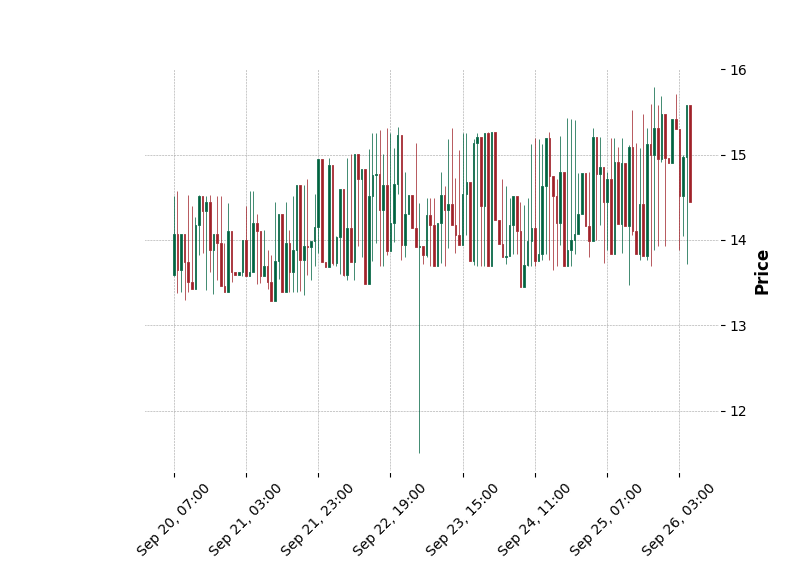 16
15
14
13
12
Price
Sep 20, 07:00
Sep 21, 03:00
Sep 21, 23:00
Sep 22, 19:00
Sep 23, 15:00
Sep 24, 11:00
Sep 25, 07:00
Sep 26, 03:00